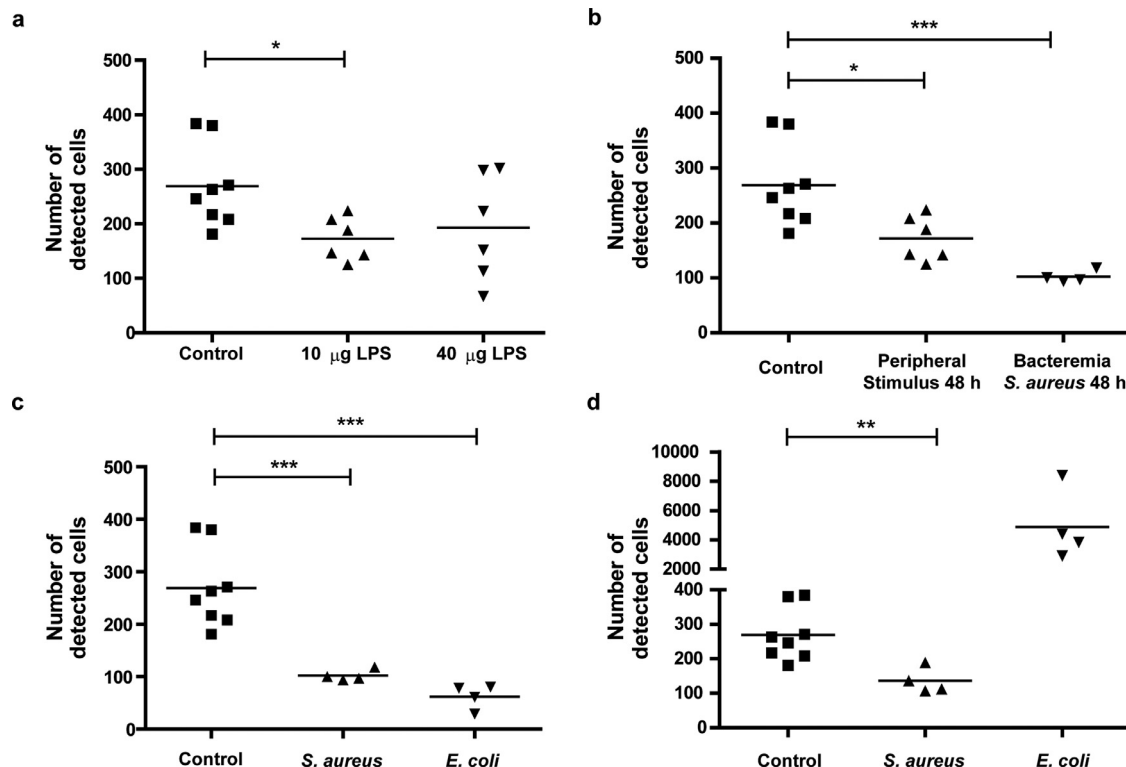 a
*
500
400
300
200
100
0
Number of
detected cells
Control
10 μg LPS
40 μg LPS
b
***
*
500
400
300
200
100
0
Number of
detected cells
Control
Peripheral
Stimulus 48 h
Bacteremia
S. aureus 48 h
c
***
***
500
400
300
200
100
0
Number of
detected cells
Control
S. aureus
E. coli
d
**
10000
8000
6000
4000
2000
400
300
200
100
0
Number of
detected cells
Control
S. aureus
E. coli